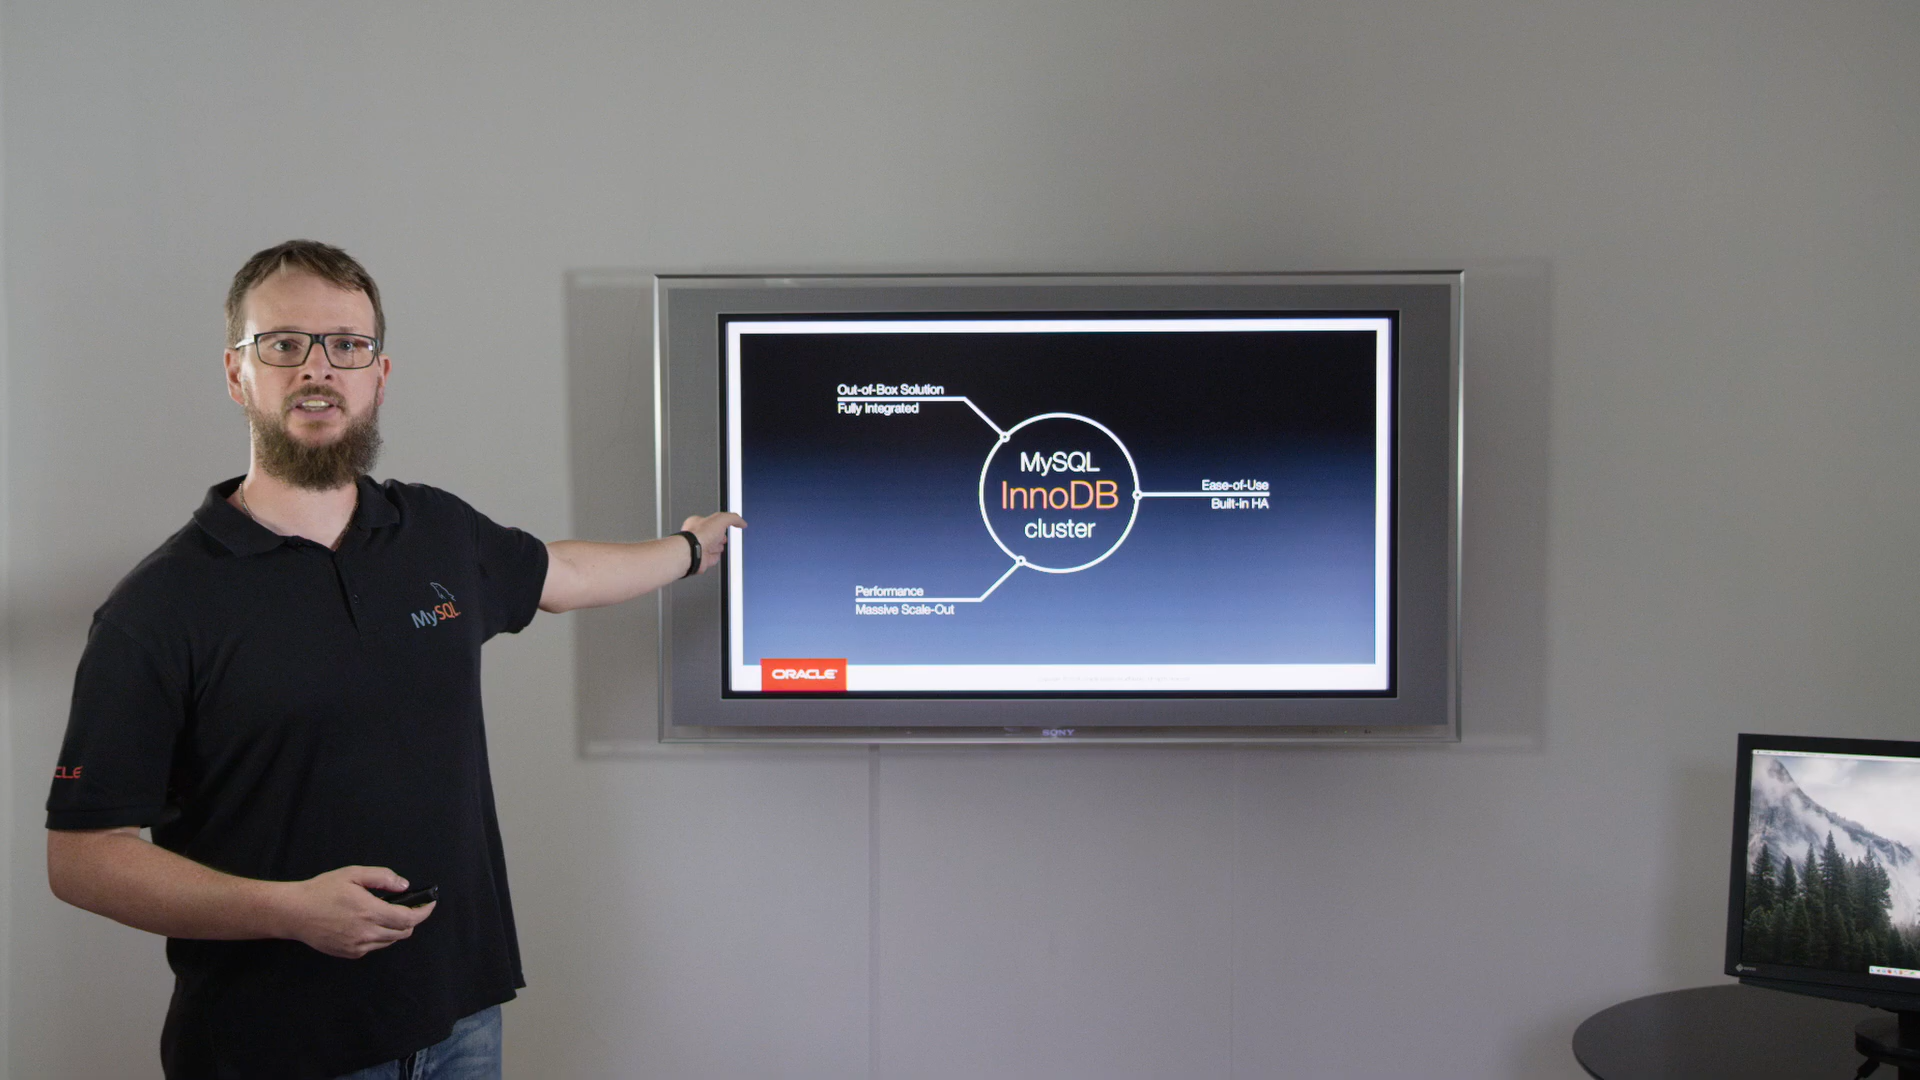 Out-of-Box Solution
Fully Integrated
MySQL
InnoDB
cluster
Ease-of-Use
Built-in HA
Performance
Massive Scale-Out
ORACLE
SONY
MySQL
CLE